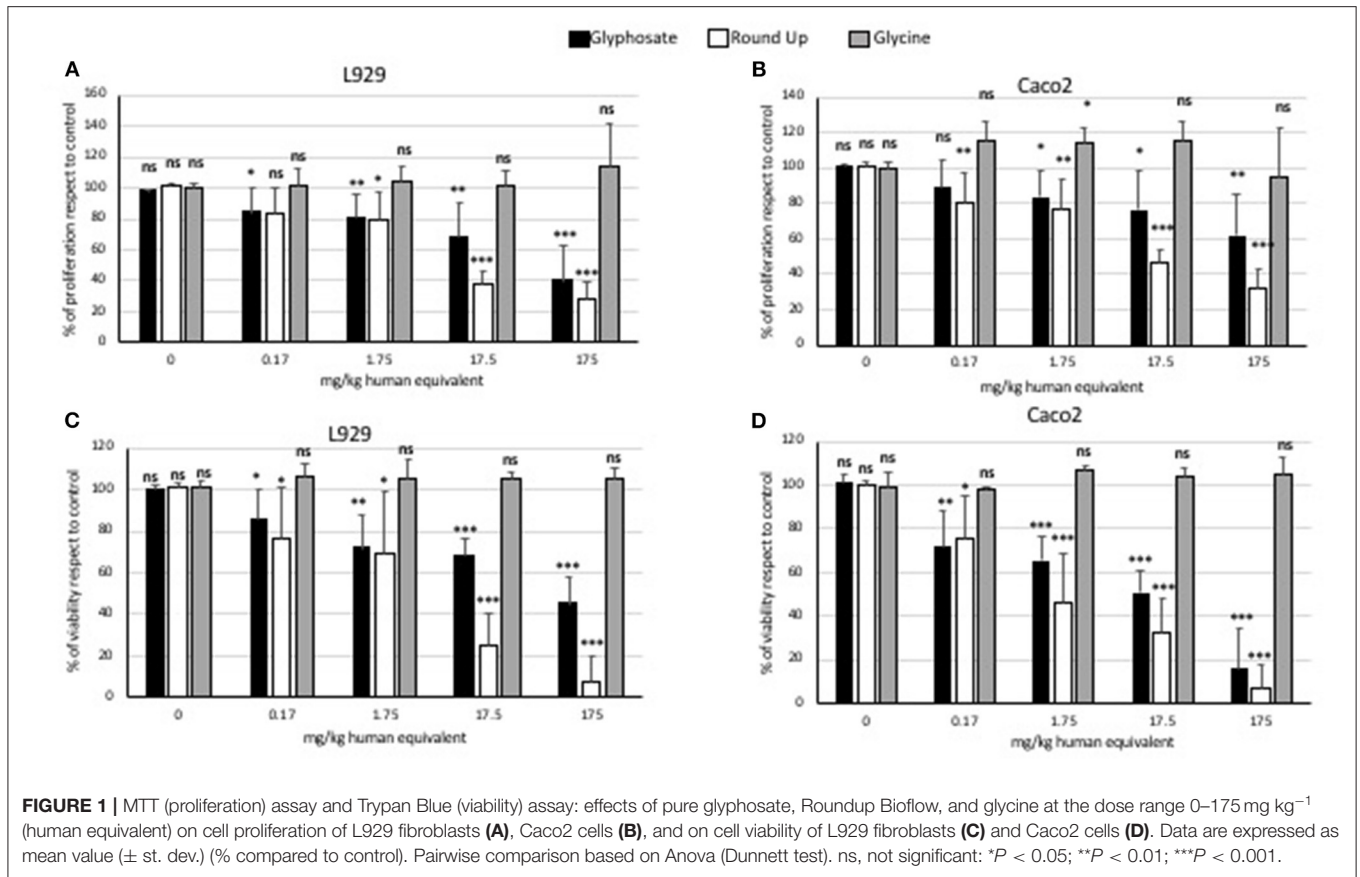 Glyphosate Round Up Glycine
A
L929
% of proliferation respect to control
160
140
120
100
80
60
40
20
0
ns ns ns
* ns ns
** * ns
** *** ns
*** *** ns
0 0.17 1.75 17.5 175
mg/kg human equivalent
B
Caco2
% of proliferation respect to control
140
120
100
80
60
40
20
0
ns ns ns
ns ** ns
* ** *
* *** ns
** *** ns
0 0.17 1.75 17.5 175
mg/kg human equivalent
C
L929
% of viability respect to control
120
100
80
60
40
20
0
ns ns ns
* * ns
** * ns
*** *** ns
*** *** ns
0 0.17 1.75 17.5 175
mg/kg human equivalent
D
Caco2
% of viability respect to control
120
100
80
60
40
20
0
ns ns ns
** * ns
*** *** ns
*** *** ns
*** *** ns
0 0.17 1.75 17.5 175
mg/kg human equivalent
FIGURE 1 | MTT (proliferation) assay and Trypan Blue (viability) assay: effects of pure glyphosate, Roundup Bioflow, and glycine at the dose range 0–175 mg kg⁻¹
(human equivalent) on cell proliferation of L929 fibroblasts (A), Caco2 cells (B), and on cell viability of L929 fibroblasts (C) and Caco2 cells (D). Data are expressed as
mean value (± st. dev.) (% compared to control). Pairwise comparison based on Anova (Dunnett test). ns, not significant: *P < 0.05; **P < 0.01; ***P < 0.001.